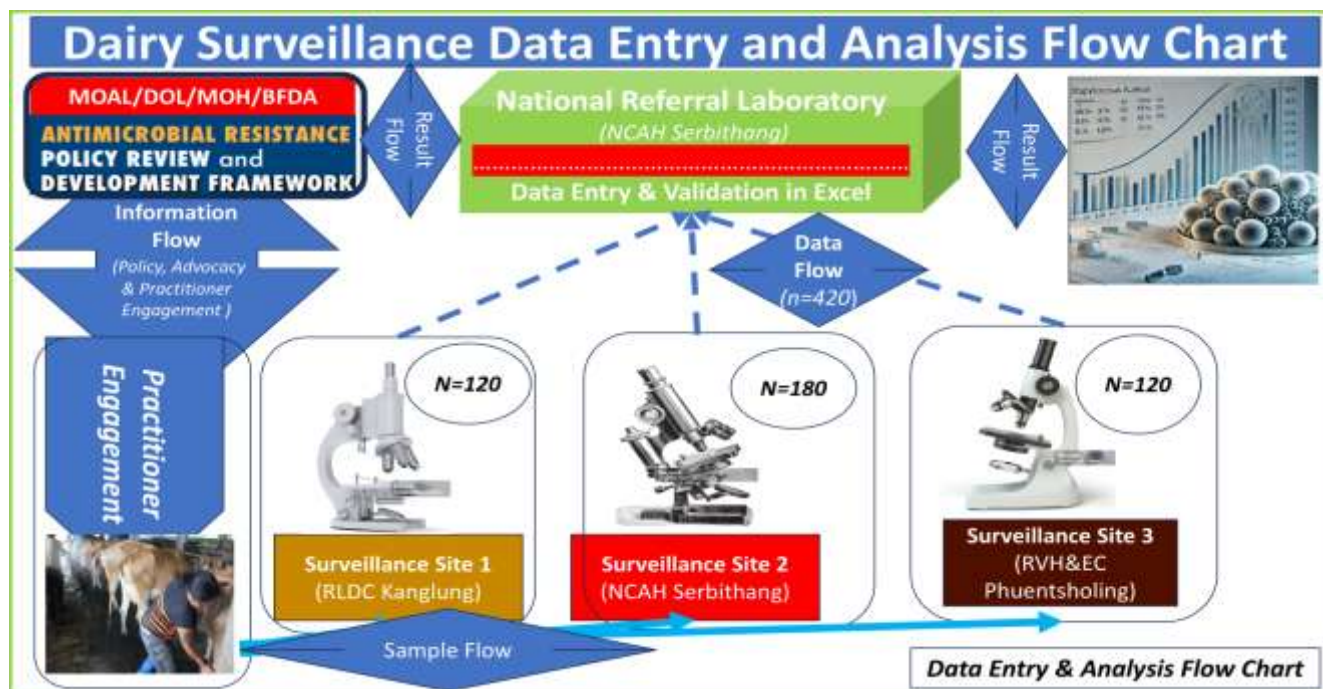 Dairy Surveillance Data Entry and Analysis Flow Chart
MOAL/DOL/MOH/BFDA
ANTIMICROBIAL RESISTANCE
POLICY REVIEW and
DEVELOPMENT FRAMEWORK
Result
Flow
National Referral Laboratory
(NCAH Serbithang)
Data Entry & Validation in Excel
Result
Flow
Information
Flow
(Policy, Advocacy
& Practitioner
Engagement )
Data
Flow
(n=420)
Practitioner
Engagement
N=120
Surveillance Site 1
(RLDC Kanglung)
N=180
Surveillance Site 2
(NCAH Serbithang)
N=120
Surveillance Site 3
(RVH&EC
Phuentsholing)
Sample Flow
Data Entry & Analysis Flow Chart